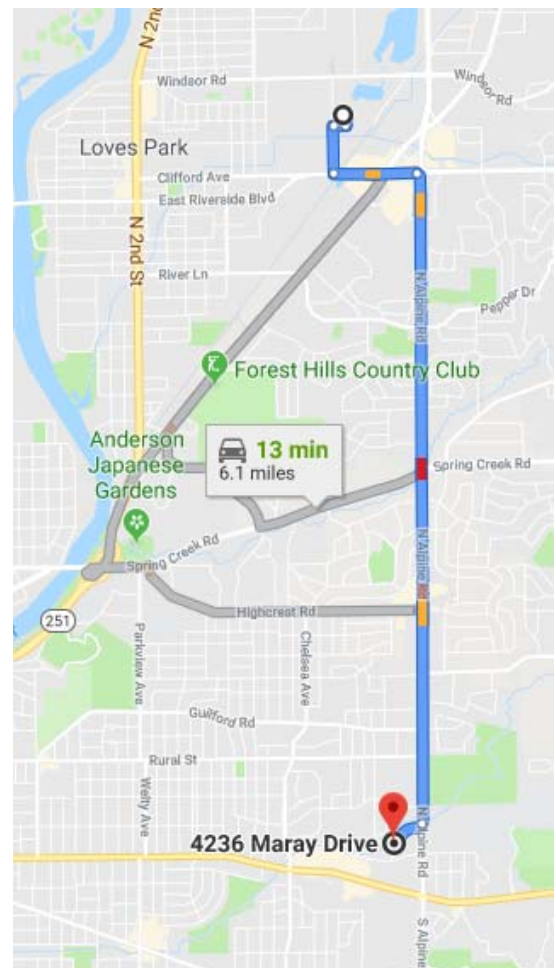 N 2nd
Windsor Rd
Windsor Rd
Loves Park
Clifford Ave
East Riverside Blvd
N 2nd St
River Ln
N Alpine Rd
Pepper Dr
Forest Hills Country Club
Anderson
Japanese
Gardens
13 min
6.1 miles
Spring Creek Rd
Spring Creek Rd
N Alpine Rd
Highcrest Rd
251
Parkview Ave
Chelsea Ave
Guilford Rd
Rural St
Welty Ave
4236 Maray Drive
N Alpine Rd
S Alpine